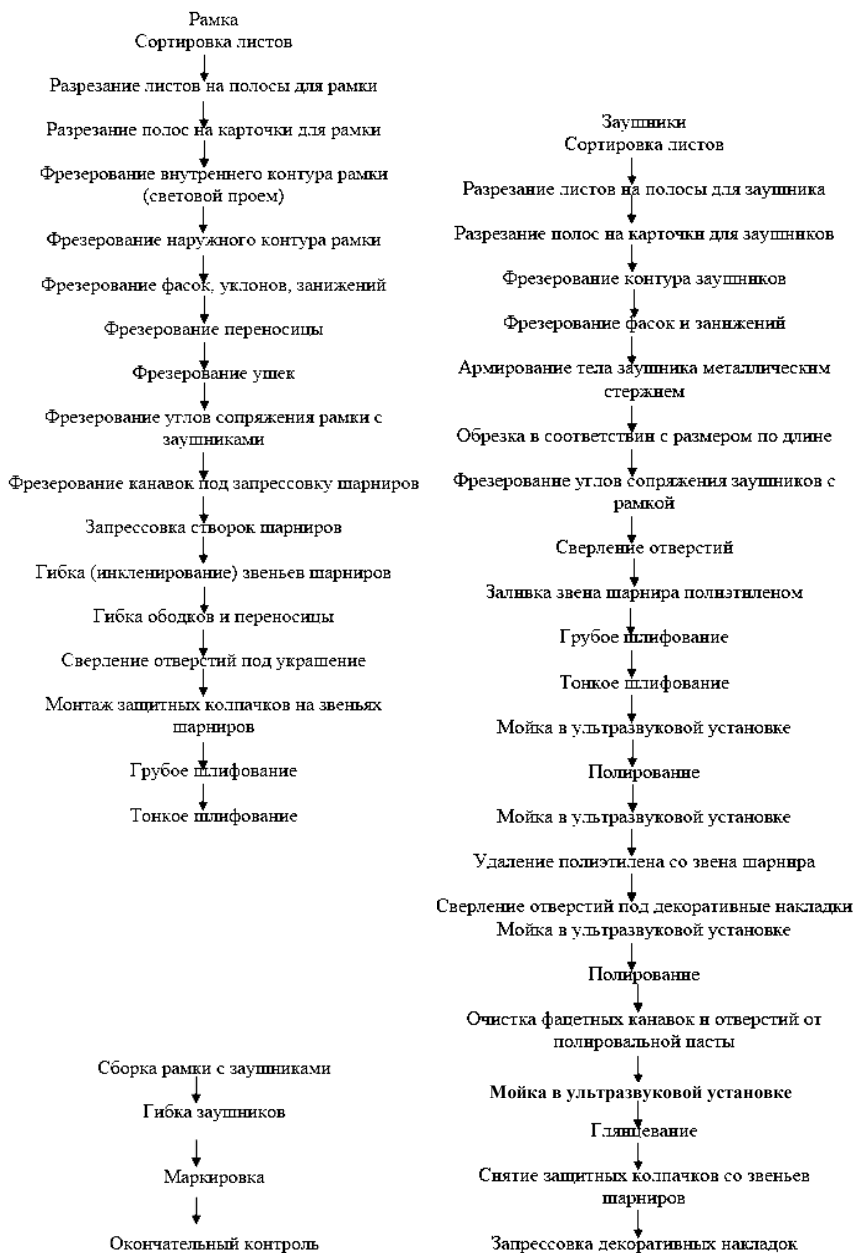 Рамка
Сортировка листов
Разрезание листов на полосы для рамки
Разрезание полос на карточки для рамки
Фрезерование внутреннего контура рамки
(световой проем)
Фрезерование наружного контура рамки
Фрезерование фасок, уклонов, занижений
Фрезерование переносицы
Фрезерование ушек
Фрезерование углов сопряжения рамки с
заушниками
Фрезерование канавок под запрессовку шарниров
Запрессовка створок шарниров
Гибка (инкленирование) звеньев шарниров
Гибка ободков и переносицы
Сверление отверстий под украшение
Монтаж защитных колпачков на звеньях
шарниров
Грубое шлифование
Тонкое шлифование
Заушники
Сортировка листов
Разрезание листов на полосы для заушника
Разрезание полос на карточки для заушников
Фрезерование контура заушников
Фрезерование фасок и занижений
Армирование тела заушника металлическим
стержнем
Обрезка в соответствии с размером по длине
Фрезерование углов сопряжения заушников с
рамкой
Сверление отверстий
Заливка звена шарнира полиэтиленом
Грубое шлифование
Тонкое шлифование
Мойка в ультразвуковой установке
Полирование
Мойка в ультразвуковой установке
Удаление полиэтилена со звена шарнира
Сверление отверстий под декоративные накладки
Мойка в ультразвуковой установке
Полирование
Очистка фацетных канавок и отверстий от
полировальной пасты
Мойка в ультразвуковой установке
Глянцевание
Снятие защитных колпачков со звеньев
шарниров
Запрессовка декоративных накладок
Сборка рамки с заушниками
Гибка заушников
Маркировка
Окончательный контроль